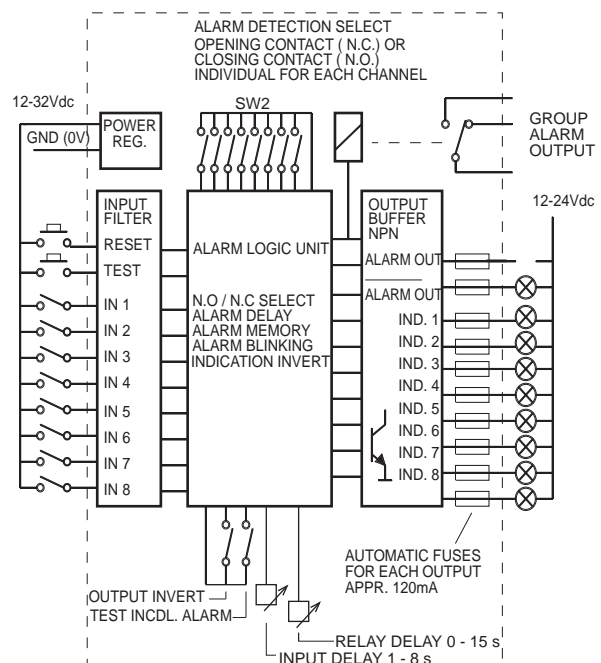 ALARM DETECTION SELECT
OPENING CONTACT ( N.C.) OR
CLOSING CONTACT ( N.O.)
INDIVIDUAL FOR EACH CHANNEL
12-32Vdc
SW2
GND (0V)
POWER
REG.
GROUP
ALARM
OUTPUT
12-24Vdc
INPUT
FILTER
RESET
TEST
IN 1
IN 2
IN 3
IN 4
IN 5
IN 6
IN 7
IN 8
ALARM LOGIC UNIT
N.O / N.C SELECT
ALARM DELAY
ALARM MEMORY
ALARM BLINKING
INDICATION INVERT
OUTPUT
BUFFER
NPN
ALARM OUT
ALARM OUT
IND. 1
IND. 2
IND. 3
IND. 4
IND. 5
IND. 6
IND. 7
IND. 8
AUTOMATIC FUSES
FOR EACH OUTPUT
APPR. 120mA
OUTPUT INVERT
TEST INCDL. ALARM
RELAY DELAY 0 - 15 s
INPUT DELAY 1 - 8 s